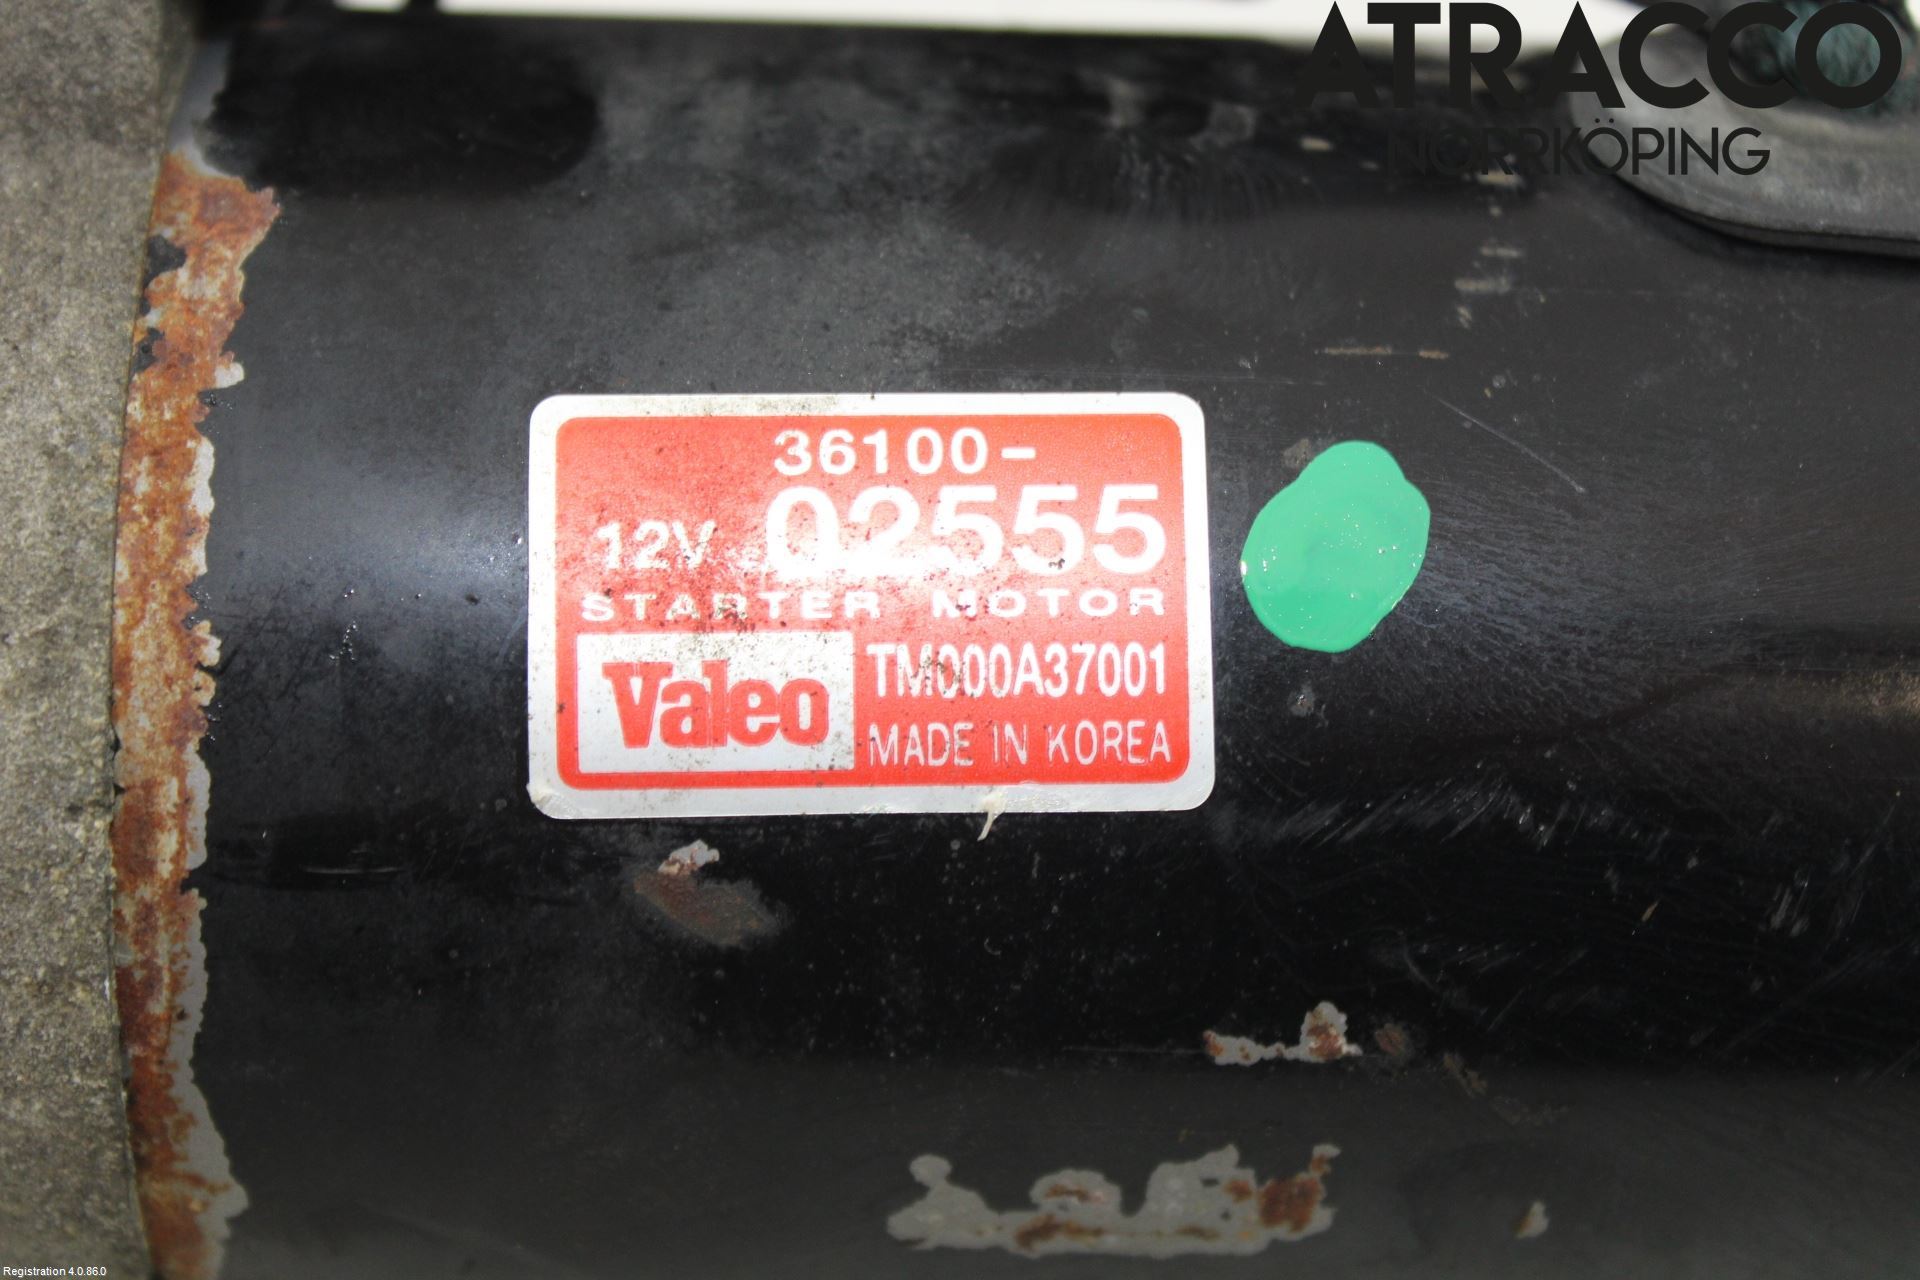 ATRACCO
NORRKÖPING
36100-
12V 02555
STARTER MOTOR
Valeo TM000A37001
MADE IN KOREA
Registration 4.0.86.0